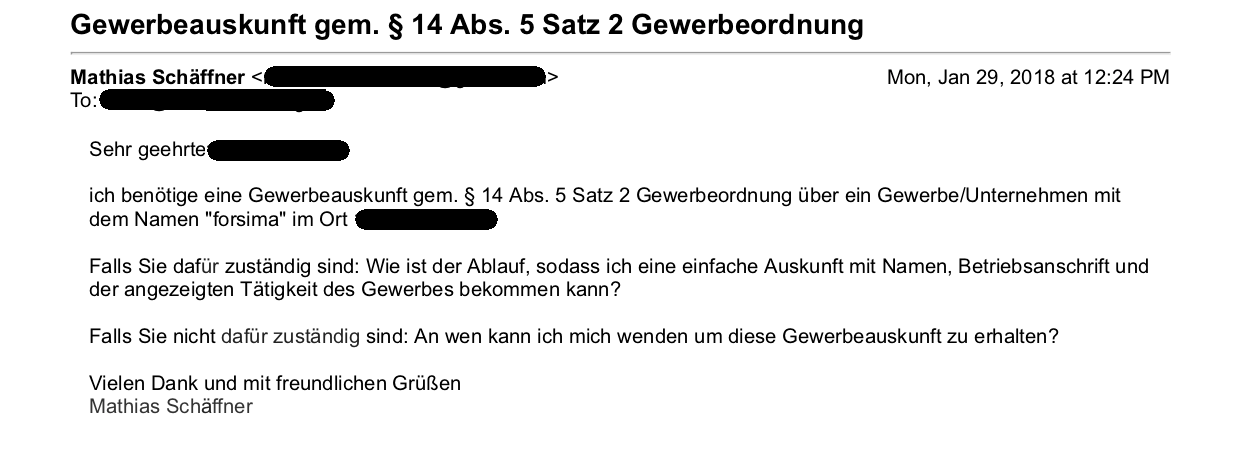 Gewerbeauskunft gem. § 14 Abs. 5 Satz 2 Gewerbeordnung
Mathias Schäffner < >
Mon, Jan 29, 2018 at 12:24 PM
To:
Sehr geehrte
ich benötige eine Gewerbeauskunft gem. § 14 Abs. 5 Satz 2 Gewerbeordnung über ein Gewerbe/Unternehmen mit
dem Namen "forsima" im Ort
Falls Sie dafür zuständig sind: Wie ist der Ablauf, sodass ich eine einfache Auskunft mit Namen, Betriebsanschrift und
der angezeigten Tätigkeit des Gewerbes bekommen kann?
Falls Sie nicht dafür zuständig sind: An wen kann ich mich wenden um diese Gewerbeauskunft zu erhalten?
Vielen Dank und mit freundlichen Grüßen
Mathias Schäffner